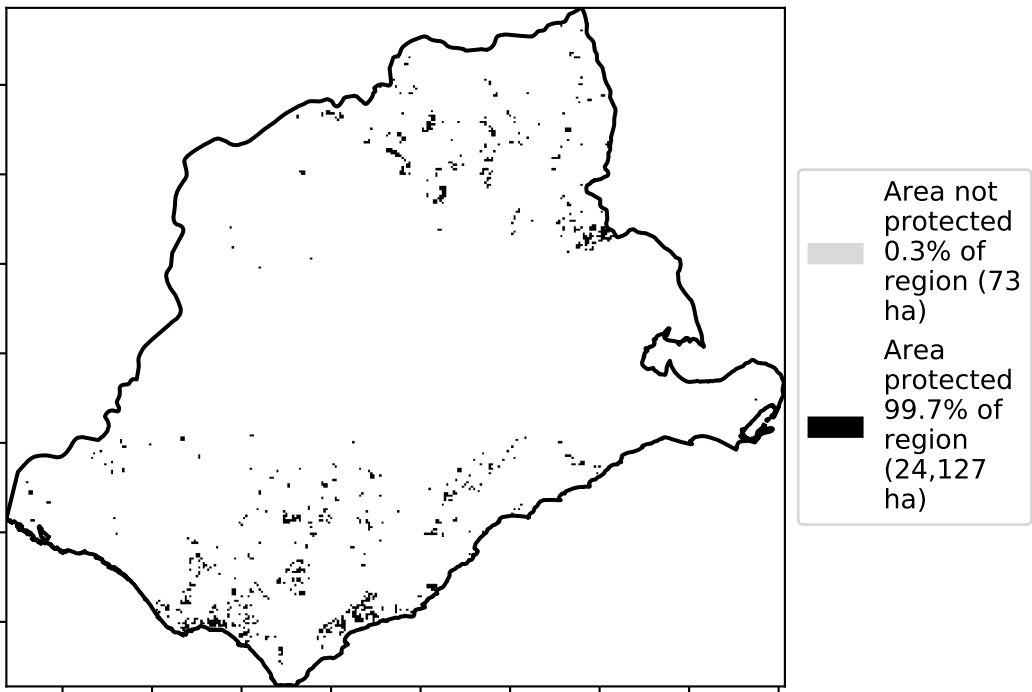 Area not
protected
0.3% of
region (73
ha)
Area
protected
99.7% of
region
(24,127
ha)